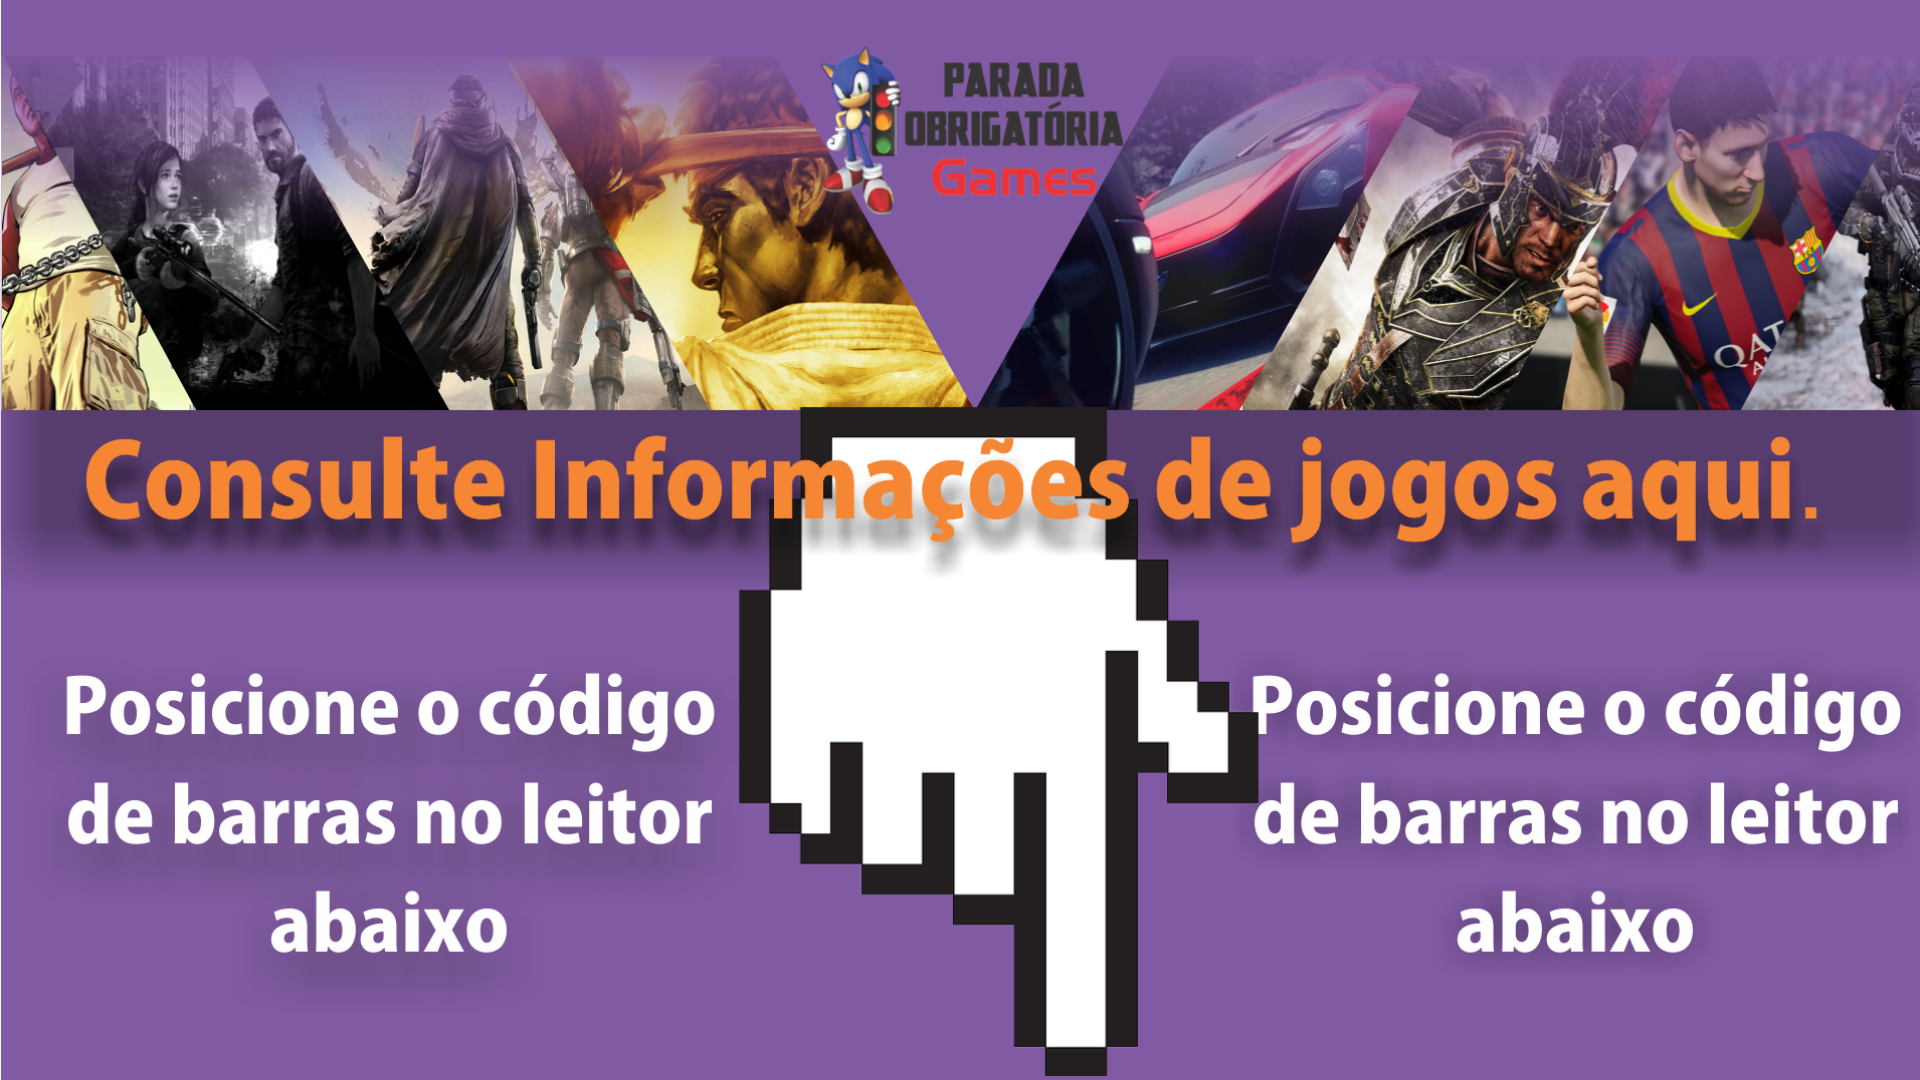 PARADA
OBRIGATÓRIA
Games
QAT
A
Consulte Informações de jogos aqui.
Posicione o código
de barras no leitor
abaixo
Posicione o código
de barras no leitor
abaixo